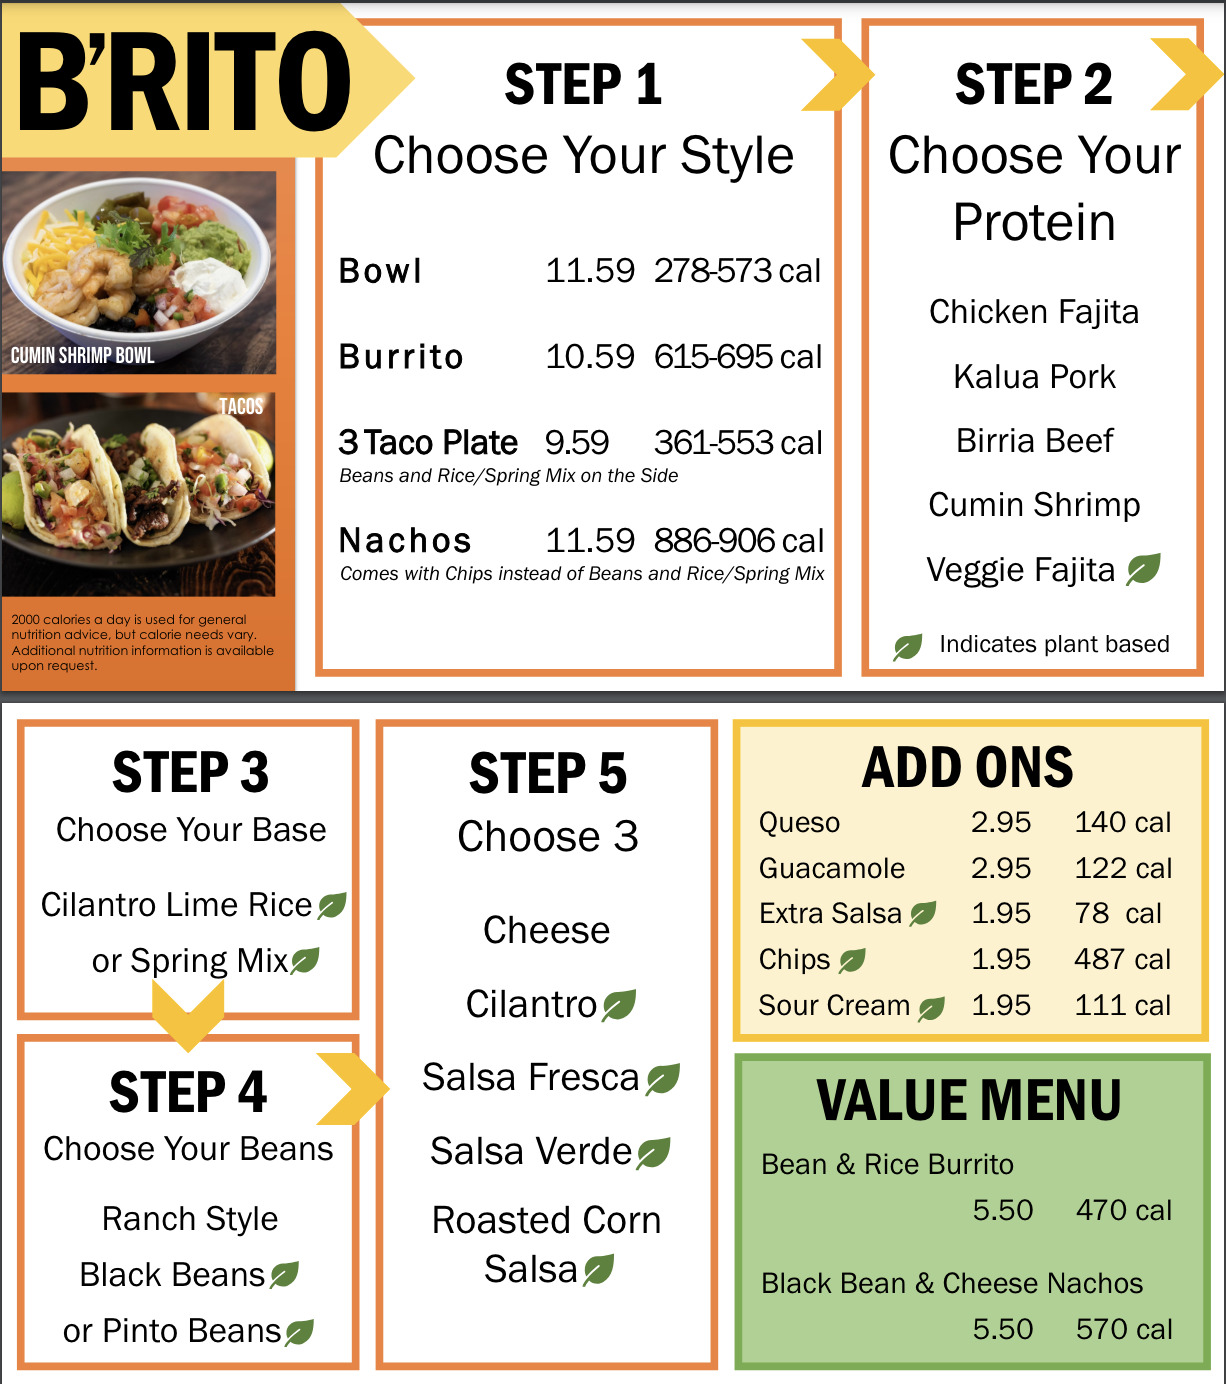 B'RITO
CUMIN SHRIMP BOWL
TACOS
2000 calories a day is used for general
nutrition advice, but calorie needs vary.
Additional nutrition information is available
upon request.
STEP 1
Choose Your Style
Bowl 11.59 278-573 cal
Burrito 10.59 615-695 cal
3 Taco Plate 9.59 361-553 cal
Beans and Rice/Spring Mix on the Side
Nachos 11.59 886-906 cal
Comes with Chips instead of Beans and Rice/Spring Mix
STEP 2
Choose Your
Protein
Chicken Fajita
Kalua Pork
Birria Beef
Cumin Shrimp
Veggie Fajita
Indicates plant based
STEP 3
Choose Your Base
Cilantro Lime Rice
or Spring Mix
STEP 4
Choose Your Beans
Ranch Style
Black Beans
or Pinto Beans
STEP 5
Choose 3
Cheese
Cilantro
Salsa Fresca
Salsa Verde
Roasted Corn
Salsa
ADD ONS
Queso 2.95 140 cal
Guacamole 2.95 122 cal
Extra Salsa 1.95 78 cal
Chips 1.95 487 cal
Sour Cream 1.95 111 cal
VALUE MENU
Bean & Rice Burrito
5.50 470 cal
Black Bean & Cheese Nachos
5.50 570 cal